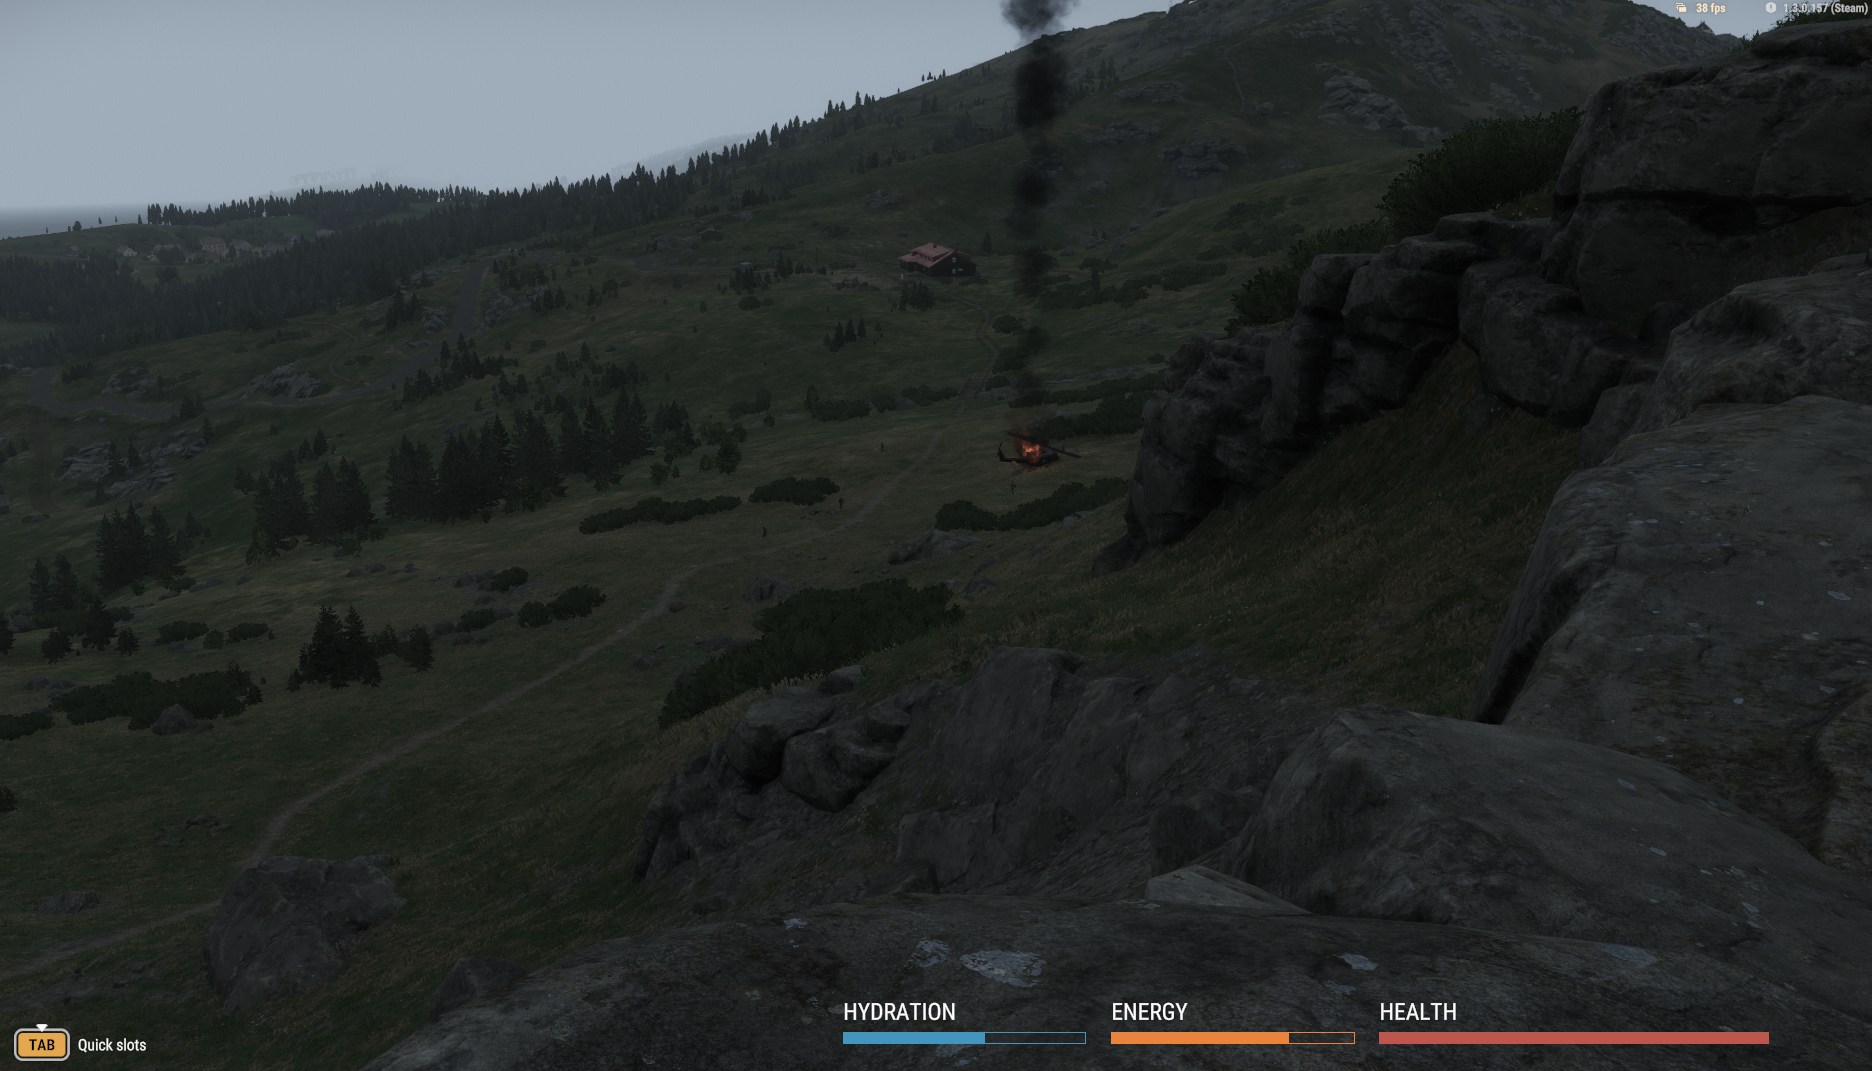 38 fps
1.3.0.157 (Steam)
HYDRATION
ENERGY
HEALTH
TAB
Quick slots